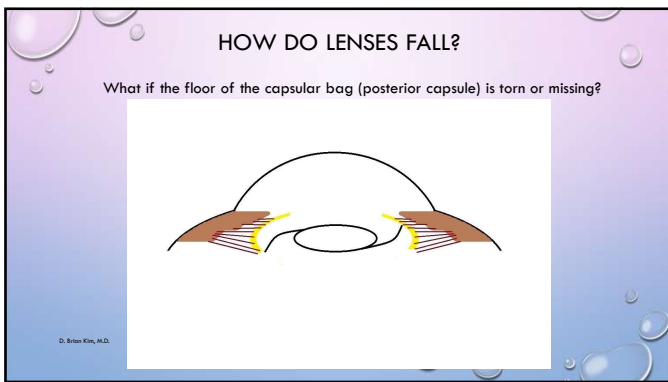 HOW DO LENSES FALL?
What if the floor of the capsular bag (posterior capsule) is torn or missing?
D. Brian Kim, M.D.